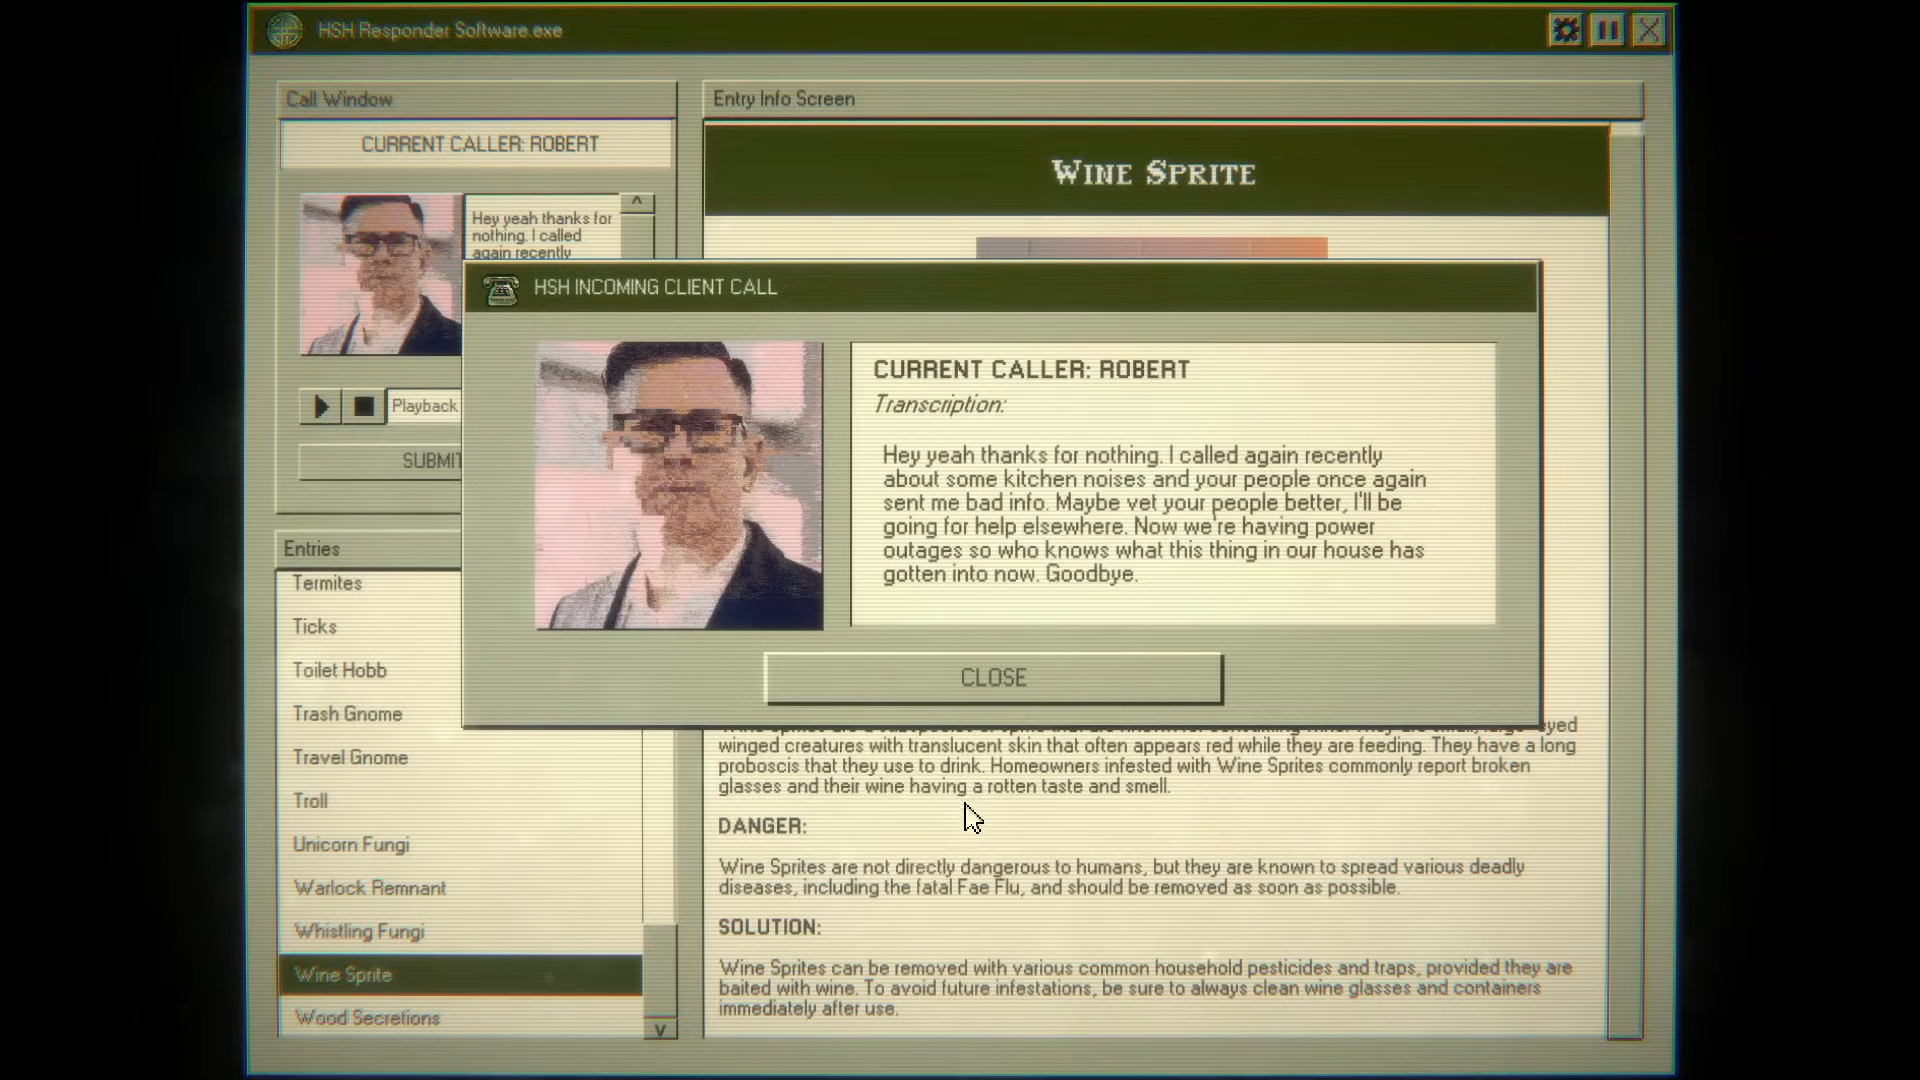 HSH Responder Software.exe
Call Window
CURRENT CALLER: ROBERT
Hey yeah thanks for
nothing. I called
again recently
Playback
SUBMIT
Entries
Termites
Ticks
Toilet Hobb
Trash Gnome
Travel Gnome
Troll
Unicorn Fungi
Warlock Remnant
Whistling Fungi
Wine Sprite
Wood Secretions
Entry Info Screen
WINE SPRITE
HSH INCOMING CLIENT CALL
CURRENT CALLER: ROBERT
Transcription:
Hey yeah thanks for nothing. I called again recently
about some kitchen noises and your people once again
sent me bad info. Maybe vet your people better, I'll be
going for help elsewhere. Now we're having power
outages so who knows what this thing in our house has
gotten into now. Goodbye.
CLOSE
winged creatures with translucent skin that often appears red while they are feeding. They have a long
proboscis that they use to drink. Homeowners infested with Wine Sprites commonly report broken
glasses and their wine having a rotten taste and smell.
DANGER:
Wine Sprites are not directly dangerous to humans, but they are known to spread various deadly
diseases, including the fatal Fae Flu, and should be removed as soon as possible.
SOLUTION:
Wine Sprites can be removed with various common household pesticides and traps, provided they are
baited with wine. To avoid future infestations, be sure to always clean wine glasses and containers
immediately after use.